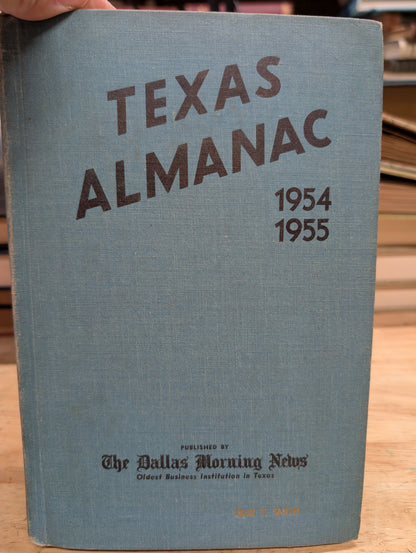 TEXAS
ALMANAC
1954
1955
PUBLISHED BY
The Dallas Morning News
Oldest Business Institution in Texas